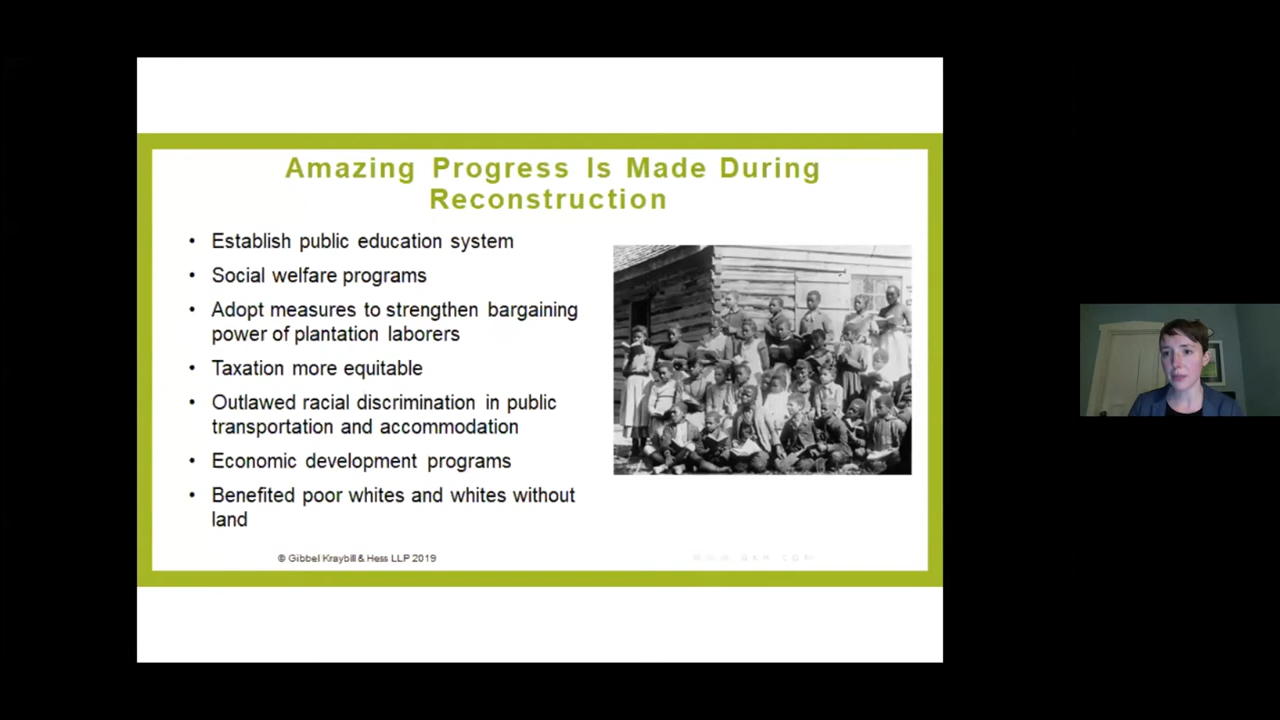 Amazing Progress Is Made During
Reconstruction
• Establish public education system
• Social welfare programs
• Adopt measures to strengthen bargaining
power of plantation laborers
• Taxation more equitable
• Outlawed racial discrimination in public
transportation and accommodation
• Economic development programs
• Benefited poor whites and whites without
land
© Gibbel Kraybill & Hess LLP 2019